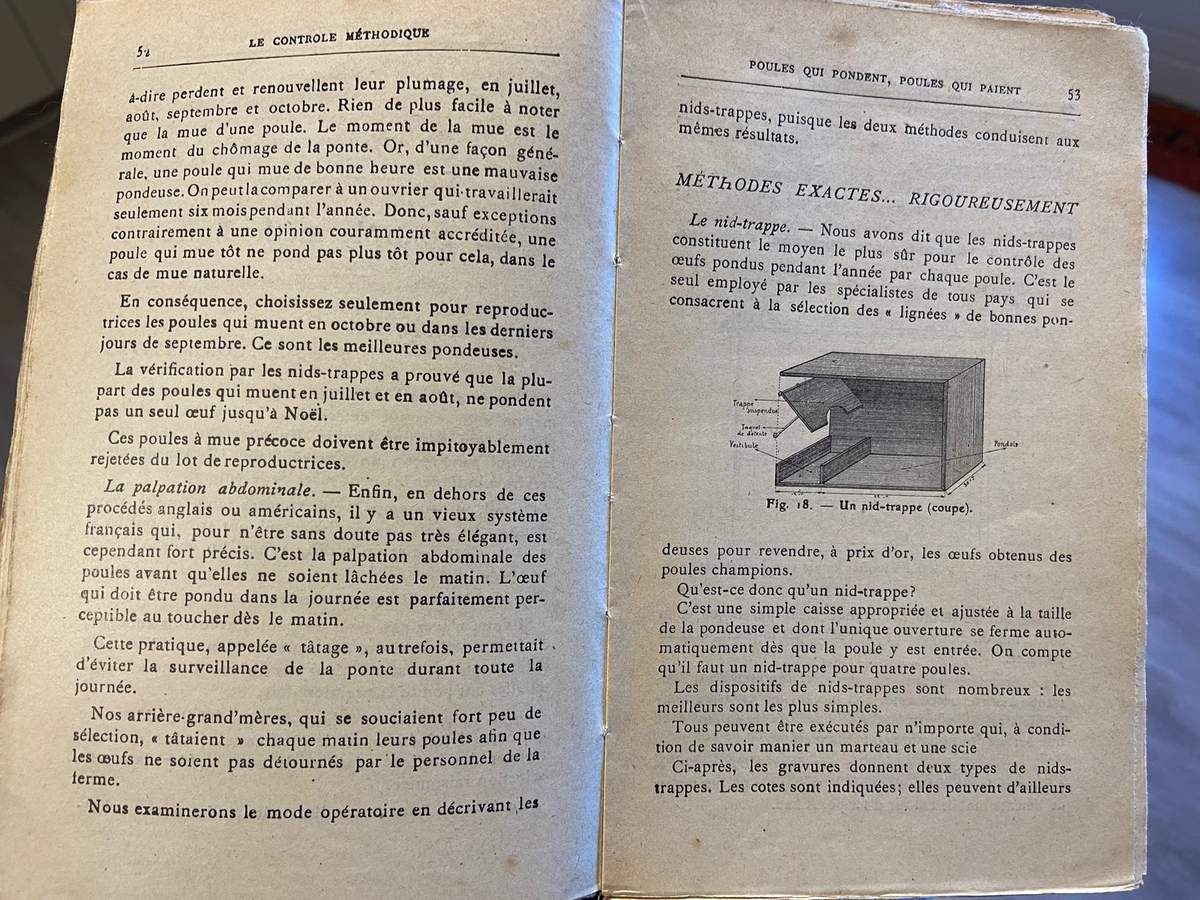 52
LE CONTROLE MÉTHODIQUE
à-dire perdent et renouvellent leur plumage, en juillet,
août, septembre et octobre. Rien de plus facile à noter
que la mue d'une poule. Le moment de la mue est le
moment du chômage de la ponte. Or, d'une façon géné-
rale, une poule qui mue de bonne heure est une mauvaise
pondeuse. On peut la comparer à un ouvrier qui travaillerait
seulement six mois pendant l'année. Donc, sauf exceptions
contrairement à une opinion couramment accréditée, une
poule qui mue tôt ne pond pas plus tôt pour cela, dans le
cas de mue naturelle.
En conséquence, choisissez seulement pour reproduc-
trices les poules qui muent en octobre ou dans les derniers
jours de septembre. Ce sont les meilleures pondeuses.
La vérification par les nids-trappes a prouvé que la plu-
part des poules qui muent en juillet et en août, ne pondent
pas un seul œuf jusqu'à Noël.
Ces poules à mue précoce doivent être impitoyablement
rejetées du lot de reproductrices.
La palpation abdominale. — Enfin, en dehors de ces
procédés anglais ou américains, il y a un vieux système
français qui, pour n'être sans doute pas très élégant, est
cependant fort précis. C'est la palpation abdominale des
poules avant qu'elles ne soient lâchées le matin. L'œuf
qui doit être pondu dans la journée est parfaitement per-
ceptible au toucher dès le matin.
Cette pratique, appelée « tâtage », autrefois, permettait
d'éviter la surveillance de la ponte durant toute la
journée.
Nos arrière-grand'mères, qui se souciaient fort peu de
sélection, « tâtaient » chaque matin leurs poules afin que
les œufs ne soient pas détournés par le personnel de la
ferme.
Nous examinerons le mode opératoire en décrivant les
POULES QUI PONDENT, POULES QUI PAIENT
53
nids-trappes, puisque les deux méthodes conduisent aux
mêmes résultats.
MÉTHODES EXACTES... RIGOUREUSEMENT
Le nid-trappe. — Nous avons dit que les nids-trappes
constituent le moyen le plus sûr pour le contrôle des
œufs pondus pendant l'année par chaque poule. C'est le
seul employé par les spécialistes de tous pays qui se
consacrent à la sélection des « lignées » de bonnes pon-
Trappe
suspendue
de détente
Vestibule
Pondoir
Fig. 18. — Un nid-trappe (coupe).
deuses pour revendre, à prix d'or, les œufs obtenus des
poules champions.
Qu'est-ce donc qu'un nid-trappe?
C'est une simple caisse appropriée et ajustée à la taille
de la pondeuse et dont l'unique ouverture se ferme auto-
matiquement dès que la poule y est entrée. On compte
qu'il faut un nid-trappe pour quatre poules.
Les dispositifs de nids-trappes sont nombreux : les
meilleurs sont les plus simples.
Tous peuvent être exécutés par n'importe qui, à condi-
tion de savoir manier un marteau et une scie
Ci-après, les gravures donnent deux types de nids-
trappes. Les cotes sont indiquées; elles peuvent d'ailleurs